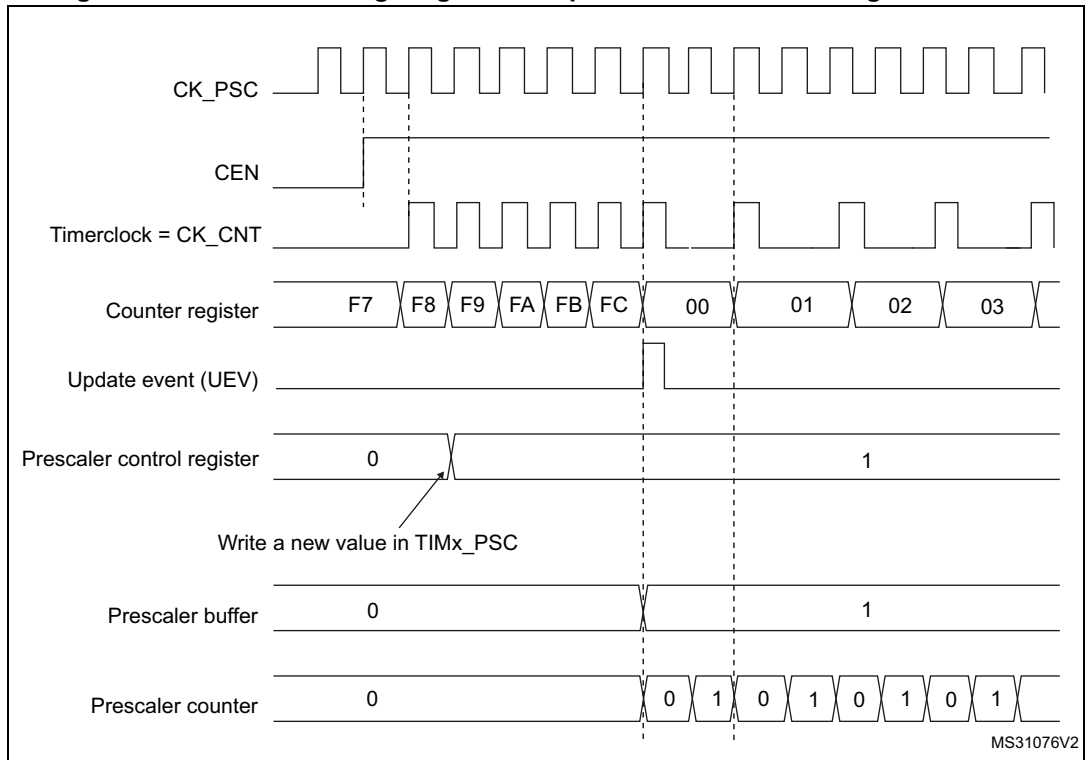 CK_PSC
CEN
Timerclock = CK_CNT
Counter register F7 F8 F9 FA FB FC 00 01 02 03
Update event (UEV)
Prescaler control register 0 1
Write a new value in TIMx_PSC
Prescaler buffer 0 1
Prescaler counter 0 0 1 0 1 0 1 0 1
MS31076V2